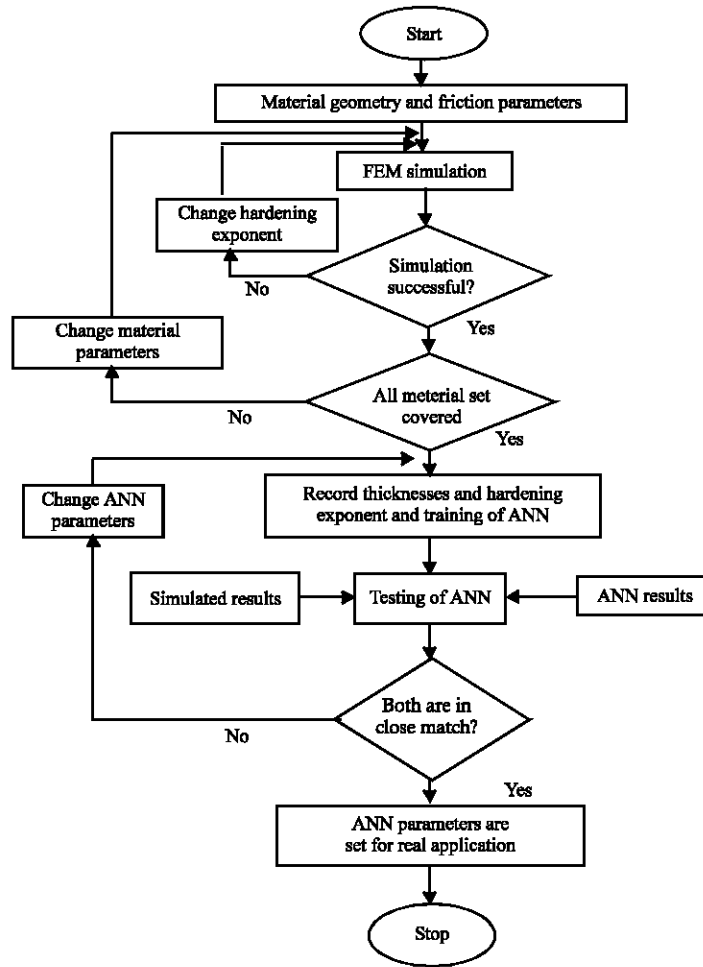 Start
Material geometry and friction parameters
FEM simulation
Change hardening
exponent
Simulation
successful?
No
Yes
Change material
parameters
All meterial set
covered
No
Yes
Change ANN
parameters
Record thicknesses and hardening
exponent and training of ANN
Simulated results
Testing of ANN
ANN results
Both are in
close match?
No
Yes
ANN parameters are
set for real application
Stop